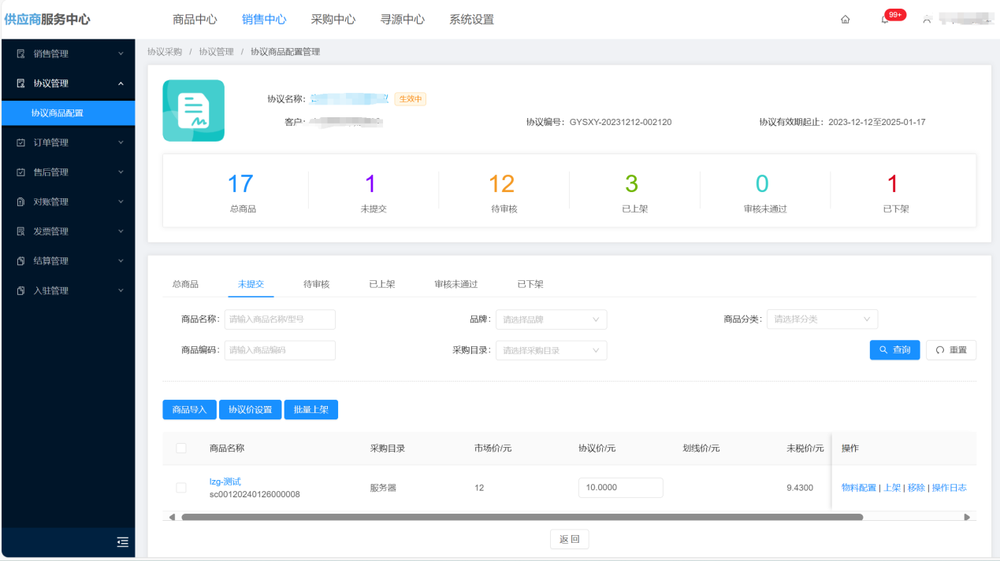 供应商服务中心
商品中心 销售中心 采购中心 寻源中心 系统设置
99+
销售管理
协议管理
协议商品配置
订单管理
售后管理
对账管理
发票管理
结算管理
入驻管理
协议采购 / 协议管理 / 协议商品配置管理
协议名称: 生效中
客户: 协议编号: GYSXY-20231212-002120 协议有效期起止: 2023-12-12至2025-01-17
17 1 12 3 0 1
总商品 未提交 待审核 已上架 审核未通过 已下架
总商品 未提交 待审核 已上架 审核未通过 已下架
商品名称: 请输入商品名称/型号 品牌: 请选择品牌 商品分类: 请选择分类
商品编码: 请输入商品编码 采购目录: 请选择采购目录 查询 重置
商品导入 协议价设置 批量上架
商品名称 采购目录 市场价/元 协议价/元 划线价/元 未税价/元 操作
lzg-测试
sc00120240126000008 服务器 12 10.0000 9.4300 物料配置 | 上架 | 移除 | 操作日志
返 回